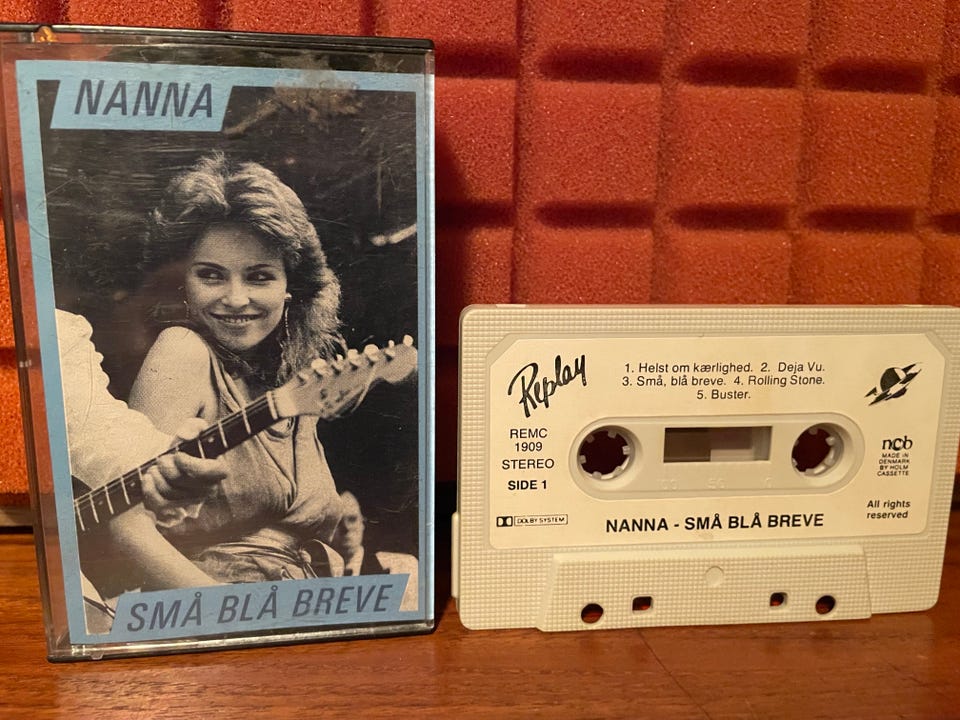 NANNA
SMÅ BLÅ BREVE
Replay
1. Helst om kærlighed. 2. Deja Vu.
3. Små, blå breve. 4. Rolling Stone.
5. Buster.
REMC
1909
STEREO
SIDE 1
DOLBY SYSTEM
ncb
MADE IN
DENMARK
BY HOLM
CASSETTE
All rights
reserved
NANNA - SMÅ BLÅ BREVE